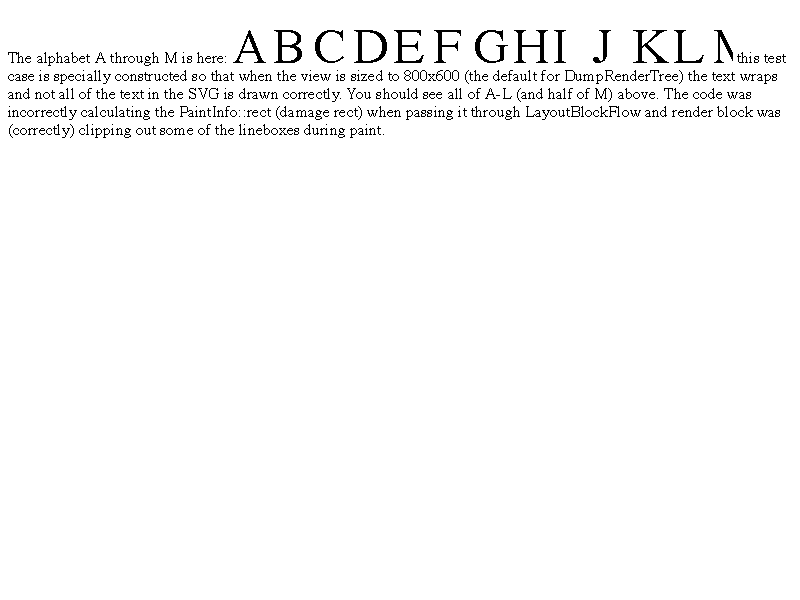 The alphabet A through M is here: A B C D E F G H I J K L M this test
case is specially constructed so that when the view is sized to 800x600 (the default for DumpRenderTree) the text wraps
and not all of the text in the SVG is drawn correctly. You should see all of A-L (and half of M) above. The code was
incorrectly calculating the PaintInfo::rect (damage rect) when passing it through LayoutBlockFlow and render block was
(correctly) clipping out some of the lineboxes during paint.